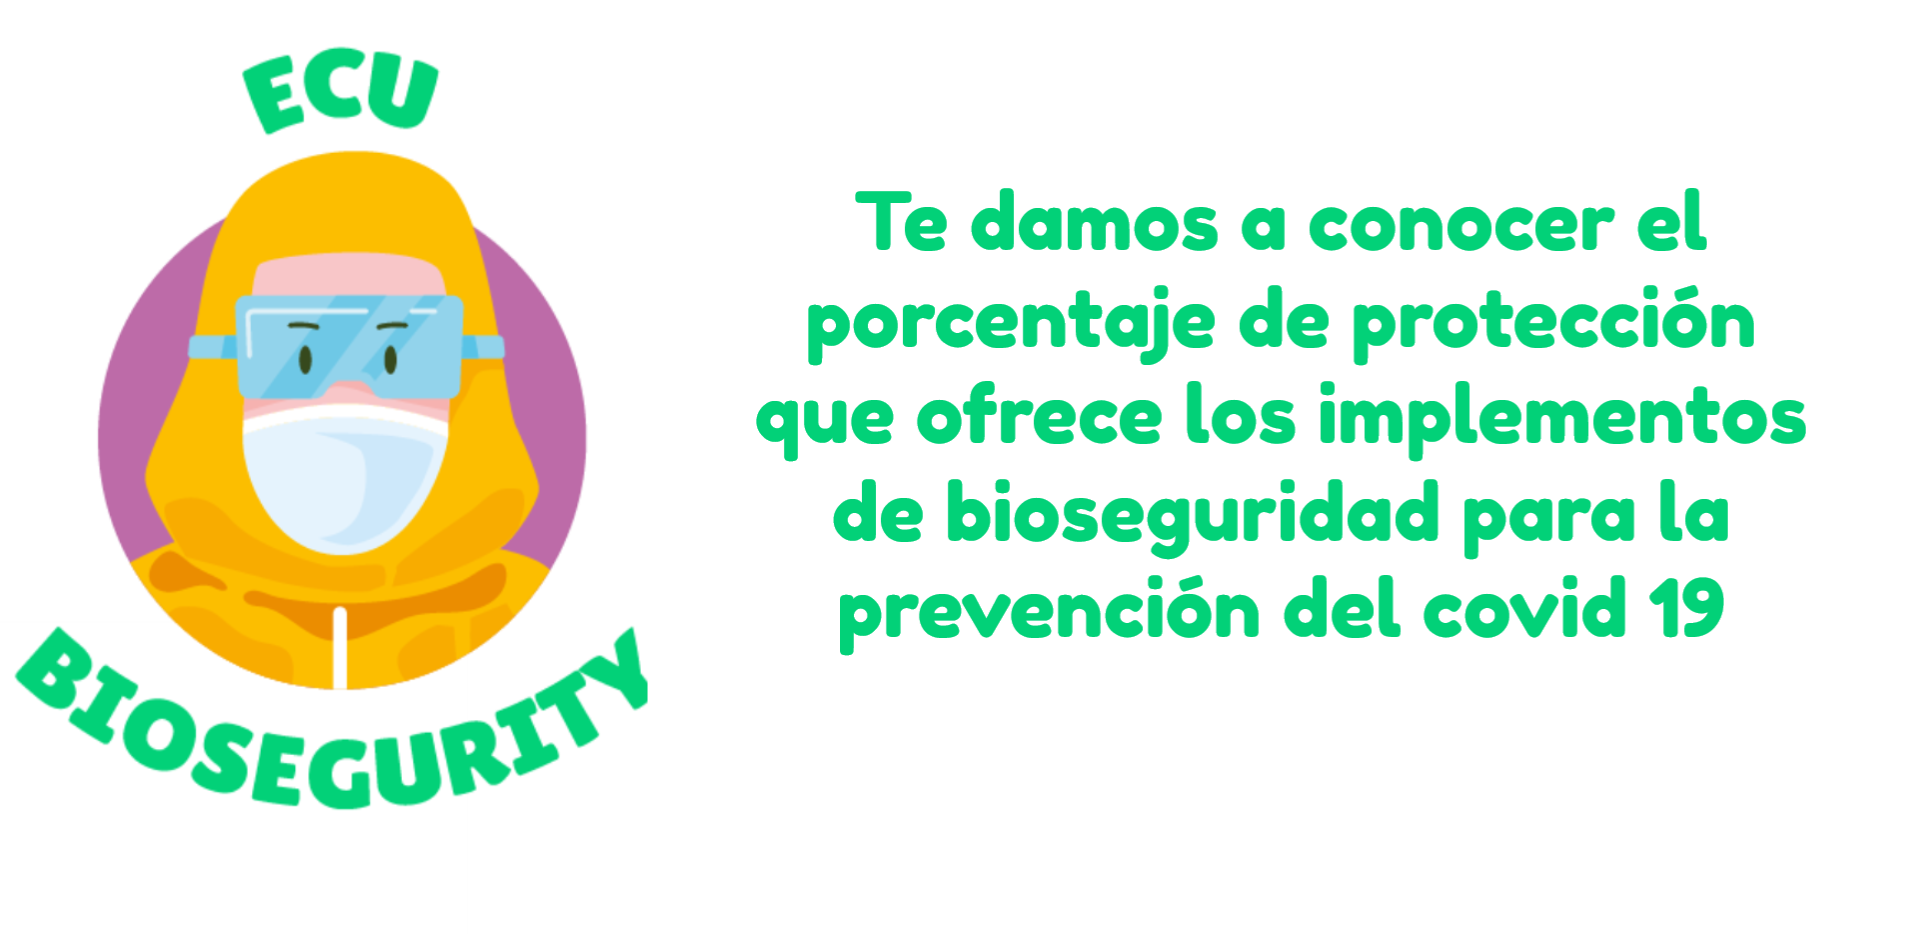 ECU
BIOSEGURITY
Te damos a conocer el
porcentaje de protección
que ofrece los implementos
de bioseguridad para la
prevención del covid 19